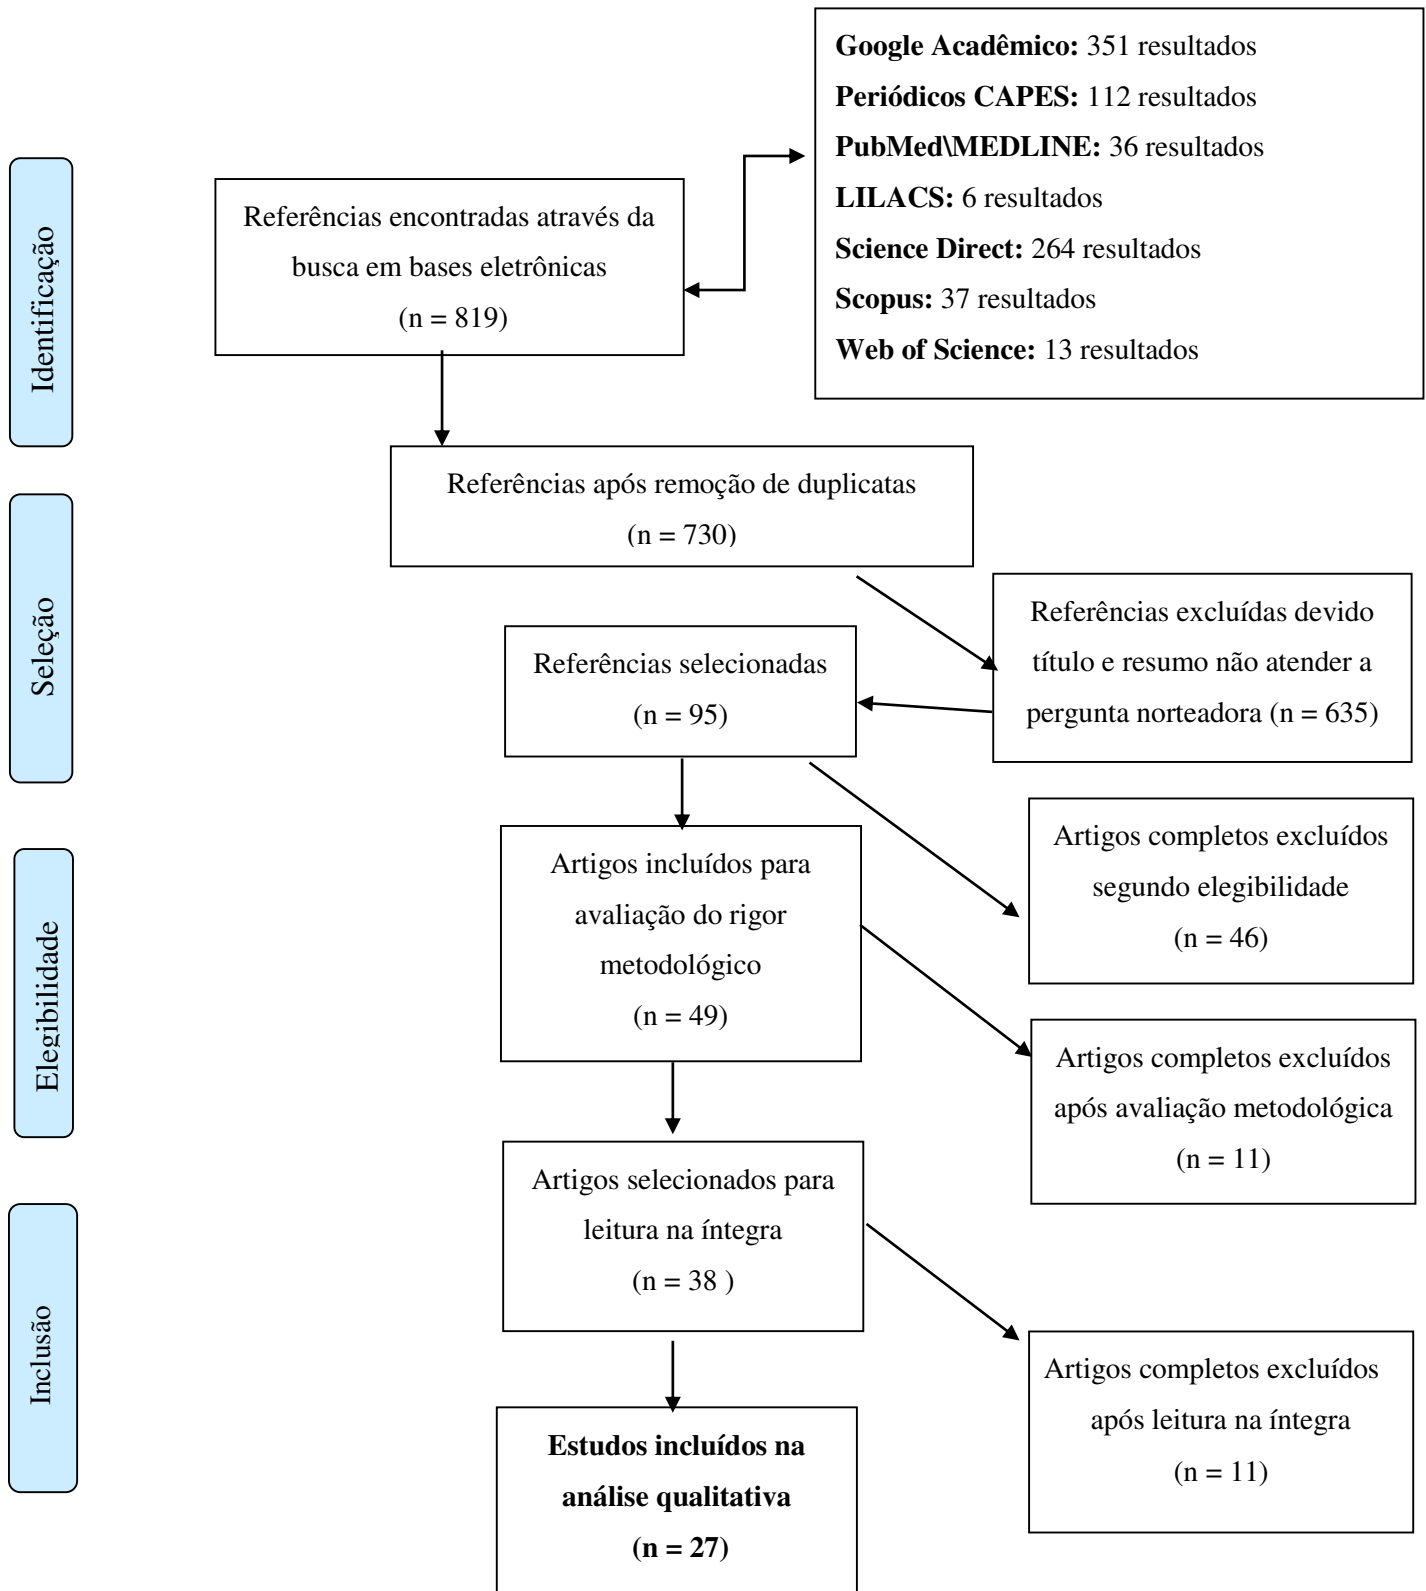 Google Acadêmico: 351 resultados
Periódicos CAPES: 112 resultados
PubMed\MEDLINE: 36 resultados
LILACS: 6 resultados
Science Direct: 264 resultados
Scopus: 37 resultados
Web of Science: 13 resultados
Identificação
Referências encontradas através da
busca em bases eletrônicas
(n = 819)
Referências após remoção de duplicatas
(n = 730)
Seleção
Referências excluídas devido
título e resumo não atender a
pergunta norteadora (n = 635)
Referências selecionadas
(n = 95)
Artigos completos excluídos
segundo elegibilidade
(n = 46)
Elegibilidade
Artigos incluídos para
avaliação do rigor
metodológico
(n = 49)
Artigos completos excluídos
após avaliação metodológica
(n = 11)
Artigos selecionados para
leitura na íntegra
(n = 38 )
Inclusão
Artigos completos excluídos
após leitura na íntegra
(n = 11)
Estudos incluídos na
análise qualitativa
(n = 27)